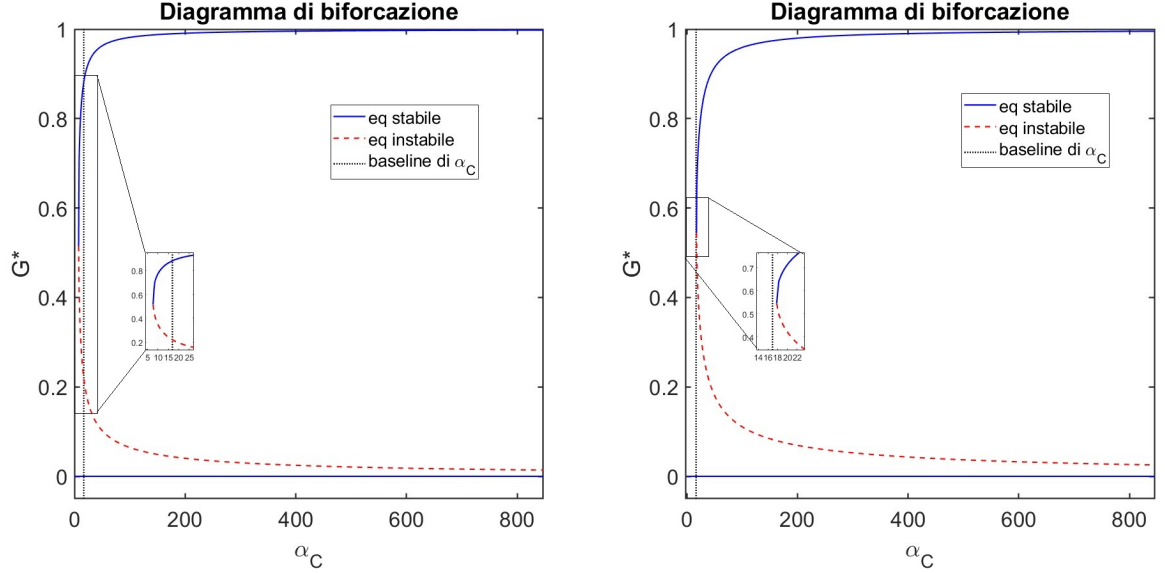 Diagramma di biforcazione
1
0.8
0.6
0.4
0.2
0
G*
eq stabile
eq instabile
baseline di α_C
0.8
0.6
0.4
0.2
5 10 15 20 25
0 200 400 600 800
α_C
Diagramma di biforcazione
1
0.8
0.6
0.4
0.2
0
G*
eq stabile
eq instabile
baseline di α_C
0.7
0.6
0.5
0.4
14 16 18 20 22
0 200 400 600 800
α_C